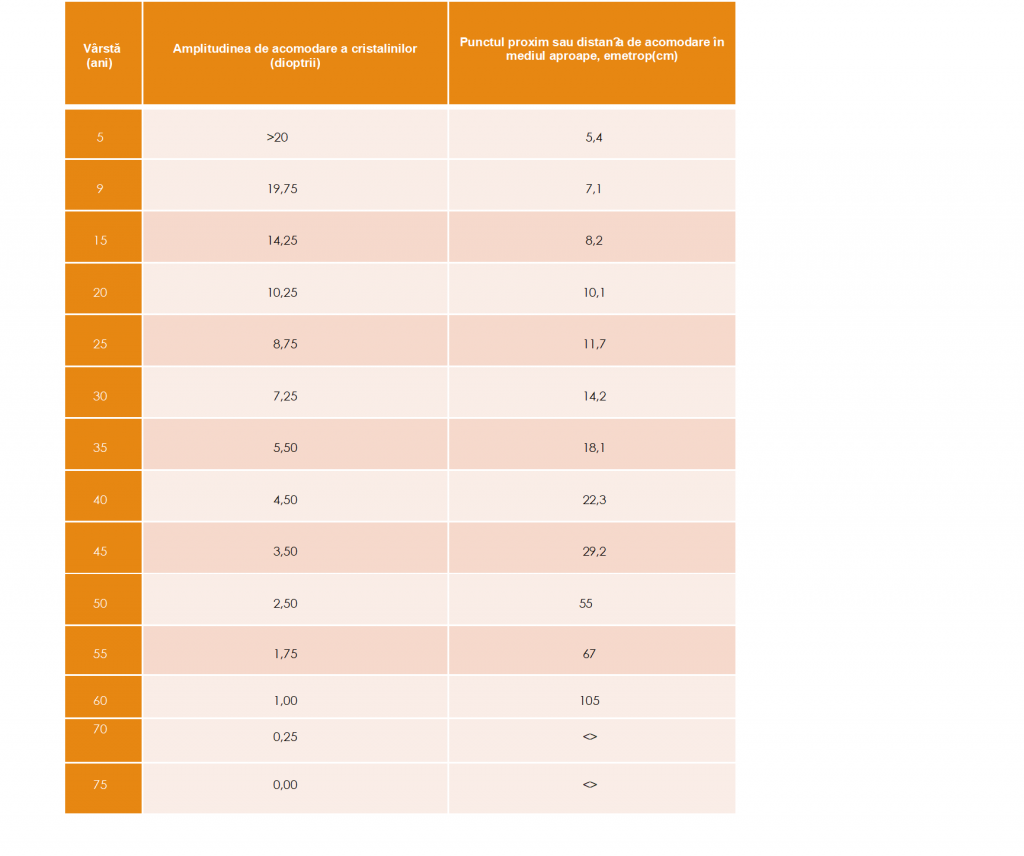 Vârstă (ani) Amplitudinea de acomodare a cristalinilor (dioptrii) Punctul proxim sau distan?a de acomodare in mediul aproape, emetrop(cm)
5 >20 5,4
9 19,75 7,1
15 14,25 8,2
20 10,25 10,1
25 8,75 11,7
30 7,25 14,2
35 5,50 18,1
40 4,50 22,3
45 3,50 29,2
50 2,50 55
55 1,75 67
60 1,00 105
70 0,25 <>
75 0,00 <>